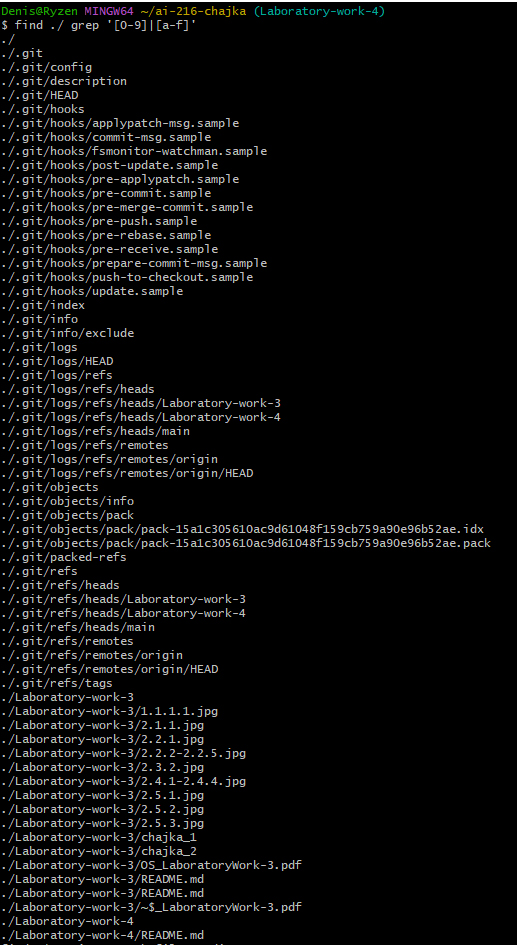 Denis@Ryzen MINGW64 ~/ai-216-chajka (Laboratory-work-4)
$ find ./ grep '[0-9]|[a-f]'
./
./.git
./.git/config
./.git/description
./.git/HEAD
./.git/hooks
./.git/hooks/applypatch-msg.sample
./.git/hooks/commit-msg.sample
./.git/hooks/fsmonitor-watchman.sample
./.git/hooks/post-update.sample
./.git/hooks/pre-applypatch.sample
./.git/hooks/pre-commit.sample
./.git/hooks/pre-merge-commit.sample
./.git/hooks/pre-push.sample
./.git/hooks/pre-rebase.sample
./.git/hooks/pre-receive.sample
./.git/hooks/prepare-commit-msg.sample
./.git/hooks/push-to-checkout.sample
./.git/hooks/update.sample
./.git/index
./.git/info
./.git/info/exclude
./.git/logs
./.git/logs/HEAD
./.git/logs/refs
./.git/logs/refs/heads
./.git/logs/refs/heads/Laboratory-work-3
./.git/logs/refs/heads/Laboratory-work-4
./.git/logs/refs/heads/main
./.git/logs/refs/remotes
./.git/logs/refs/remotes/origin
./.git/logs/refs/remotes/origin/HEAD
./.git/objects
./.git/objects/info
./.git/objects/pack
./.git/objects/pack/pack-15a1c305610ac9d61048f159cb759a90e96b52ae.idx
./.git/objects/pack/pack-15a1c305610ac9d61048f159cb759a90e96b52ae.pack
./.git/packed-refs
./.git/refs
./.git/refs/heads
./.git/refs/heads/Laboratory-work-3
./.git/refs/heads/Laboratory-work-4
./.git/refs/heads/main
./.git/refs/remotes
./.git/refs/remotes/origin
./.git/refs/remotes/origin/HEAD
./.git/refs/tags
./Laboratory-work-3
./Laboratory-work-3/1.1.1.1.jpg
./Laboratory-work-3/2.1.1.jpg
./Laboratory-work-3/2.2.1.jpg
./Laboratory-work-3/2.2.2-2.2.5.jpg
./Laboratory-work-3/2.3.2.jpg
./Laboratory-work-3/2.4.1-2.4.4.jpg
./Laboratory-work-3/2.5.1.jpg
./Laboratory-work-3/2.5.2.jpg
./Laboratory-work-3/2.5.3.jpg
./Laboratory-work-3/chajka_1
./Laboratory-work-3/chajka_2
./Laboratory-work-3/OS_LaboratoryWork-3.pdf
./Laboratory-work-3/README.md
./Laboratory-work-3/README.md
./Laboratory-work-3/~$_LaboratoryWork-3.pdf
./Laboratory-work-4
./Laboratory-work-4/README.md